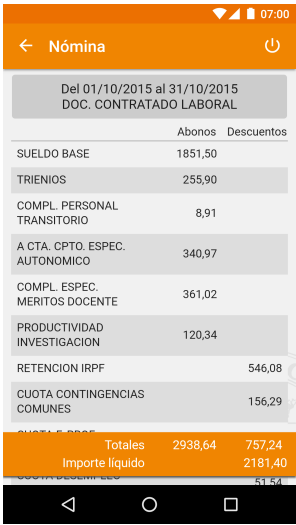 07:00
Nómina
Del 01/10/2015 al 31/10/2015
DOC. CONTRATADO LABORAL
Abonos Descuentos
SUELDO BASE 1851,50
TRIENIOS 255,90
COMPL. PERSONAL
TRANSITORIO 8,91
A CTA. CPTO. ESPEC.
AUTONOMICO 340,97
COMPL. ESPEC.
MERITOS DOCENTE 361,02
PRODUCTIVIDAD
INVESTIGACION 120,34
RETENCION IRPF 546,08
CUOTA CONTINGENCIAS
COMUNES 156,29
Totales 2938,64 757,24
Importe líquido 2181,40
51,54